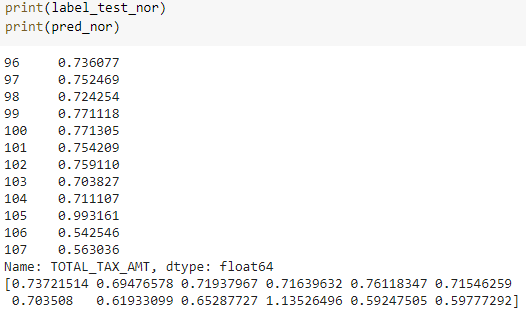 print(label_test_nor)
print(pred_nor)
96 0.736077
97 0.752469
98 0.724254
99 0.771118
100 0.771305
101 0.754209
102 0.759110
103 0.703827
104 0.711107
105 0.993161
106 0.542546
107 0.563036
Name: TOTAL_TAX_AMT, dtype: float64
[0.73721514 0.69476578 0.71937967 0.71639632 0.76118347 0.71546259
0.703508 0.61933099 0.65287727 1.13526496 0.59247505 0.59777292]